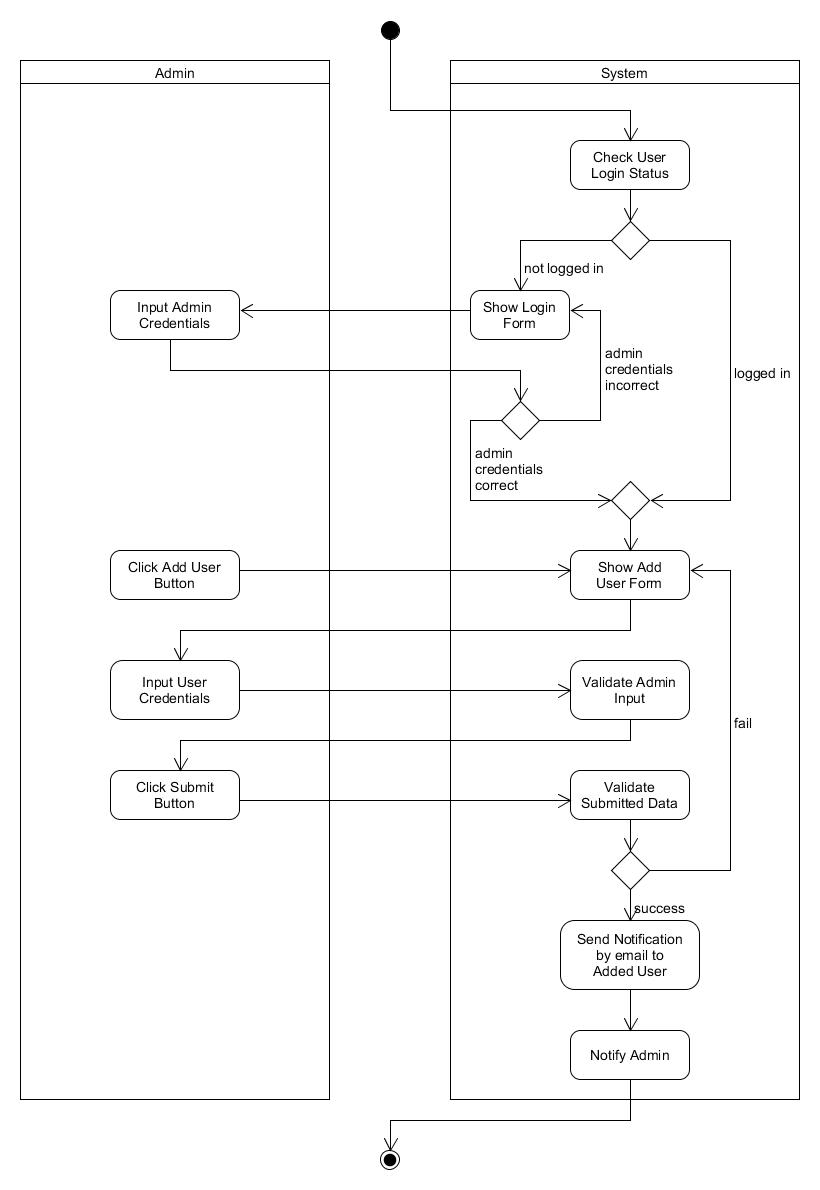 Admin
System
Check User
Login Status
not logged in
Input Admin
Credentials
Show Login
Form
admin
credentials
incorrect
logged in
admin
credentials
correct
Click Add User
Button
Show Add
User Form
Input User
Credentials
Validate Admin
Input
fail
Click Submit
Button
Validate
Submitted Data
success
Send Notification
by email to
Added User
Notify Admin